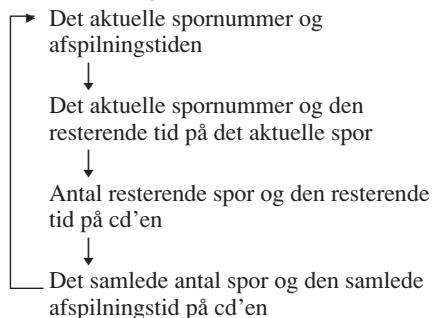 Det aktuelle spornummer og
afspilningstiden
Det aktuelle spornummer og den
resterende tid på det aktuelle spor
Antal resterende spor og den resterende
tid på cd’en
Det samlede antal spor og den samlede
afspilningstid på cd’en